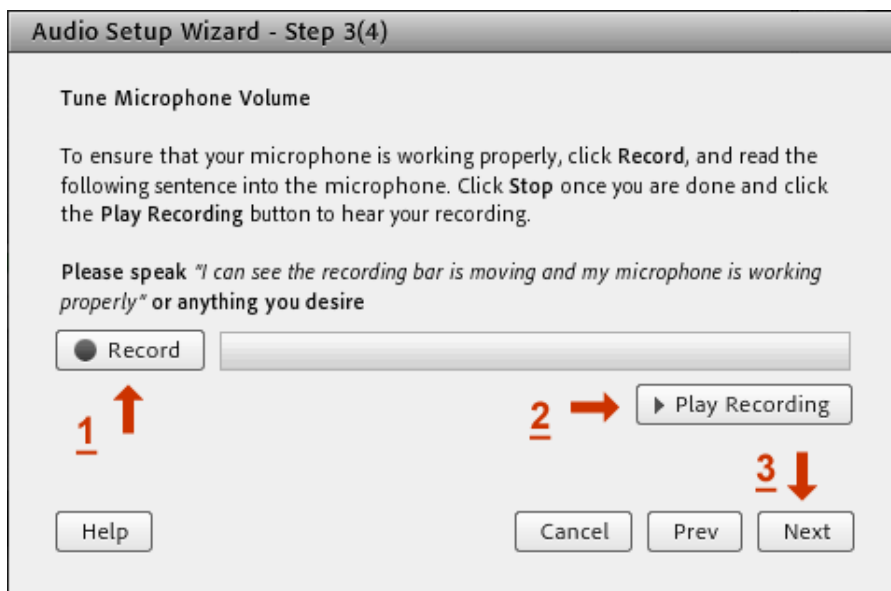 Audio Setup Wizard - Step 3(4)
Tune Microphone Volume
To ensure that your microphone is working properly, click Record, and read the
following sentence into the microphone. Click Stop once you are done and click
the Play Recording button to hear your recording.
Please speak "I can see the recording bar is moving and my microphone is working
properly" or anything you desire
Record
1
2
Play Recording
3
Help
Cancel
Prev
Next